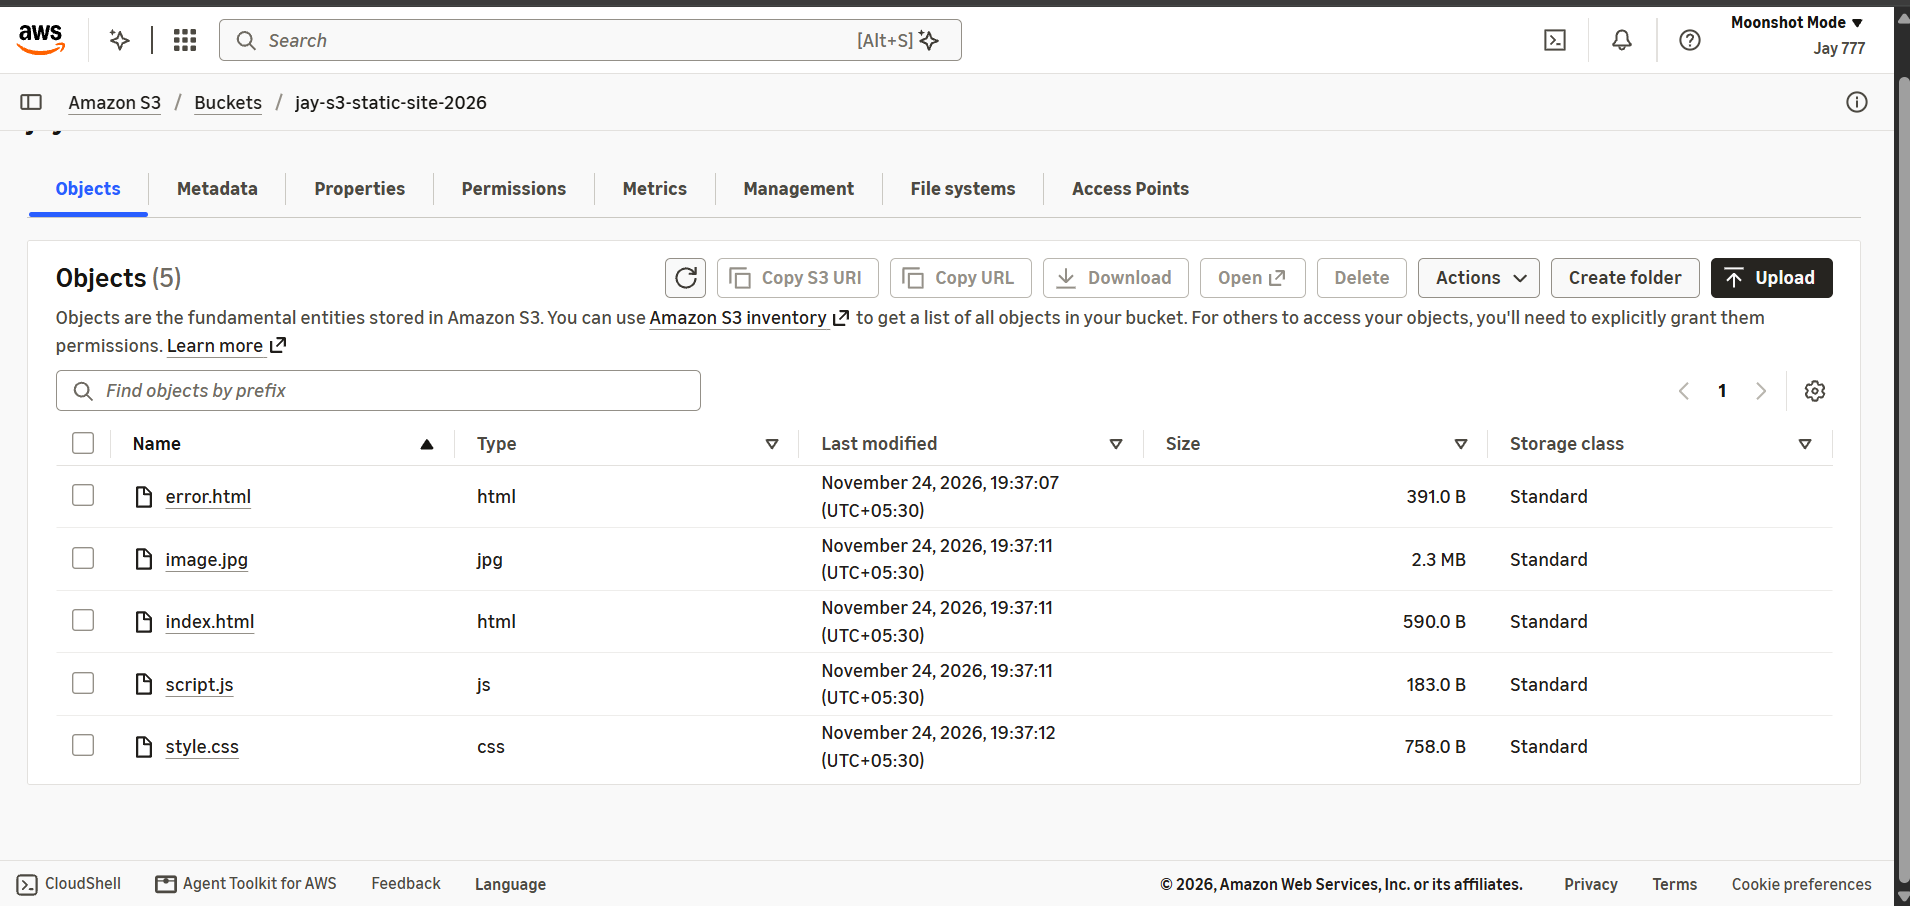 aws
Search [Alt+S]
Moonshot Mode
Jay 777
Amazon S3 / Buckets / jay-s3-static-site-2026
Objects Metadata Properties Permissions Metrics Management File systems Access Points
Objects (5)
Copy S3 URI Copy URL Download Open Delete Actions Create folder Upload
Objects are the fundamental entities stored in Amazon S3. You can use Amazon S3 inventory to get a list of all objects in your bucket. For others to access your objects, you'll need to explicitly grant them
permissions. Learn more
Find objects by prefix
1
Name Type Last modified Size Storage class
error.html html November 24, 2026, 19:37:07 (UTC+05:30) 391.0 B Standard
image.jpg jpg November 24, 2026, 19:37:11 (UTC+05:30) 2.3 MB Standard
index.html html November 24, 2026, 19:37:11 (UTC+05:30) 590.0 B Standard
script.js js November 24, 2026, 19:37:11 (UTC+05:30) 183.0 B Standard
style.css css November 24, 2026, 19:37:12 (UTC+05:30) 758.0 B Standard
CloudShell Agent Toolkit for AWS Feedback Language © 2026, Amazon Web Services, Inc. or its affiliates. Privacy Terms Cookie preferences